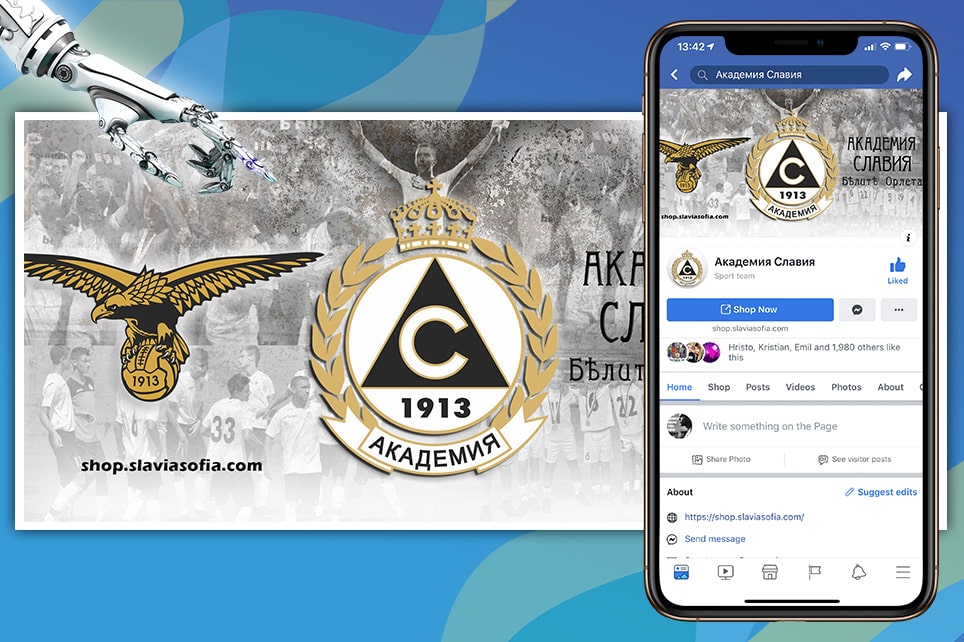 1913
shop.slaviasofia.com
С
1913
АКАДЕМИЯ
33
22
АКА
СЛ
Бѣлит
13:42
Академия Славия
1913
shop.slaviasofia.com
С
1913
АКАДЕМИЯ
АКАДЕМИЯ
СЛАВИЯ
Бѣлитѣ Орлета
Академия Славия
Sport team
Liked
Shop Now
shop.slaviasofia.com
Hristo, Kristian, Emil and 1,980 others like
this
Home Shop Posts Videos Photos About
Write something on the Page
Share Photo See visitor posts
About Suggest edits
https://shop.slaviasofia.com/
Send message